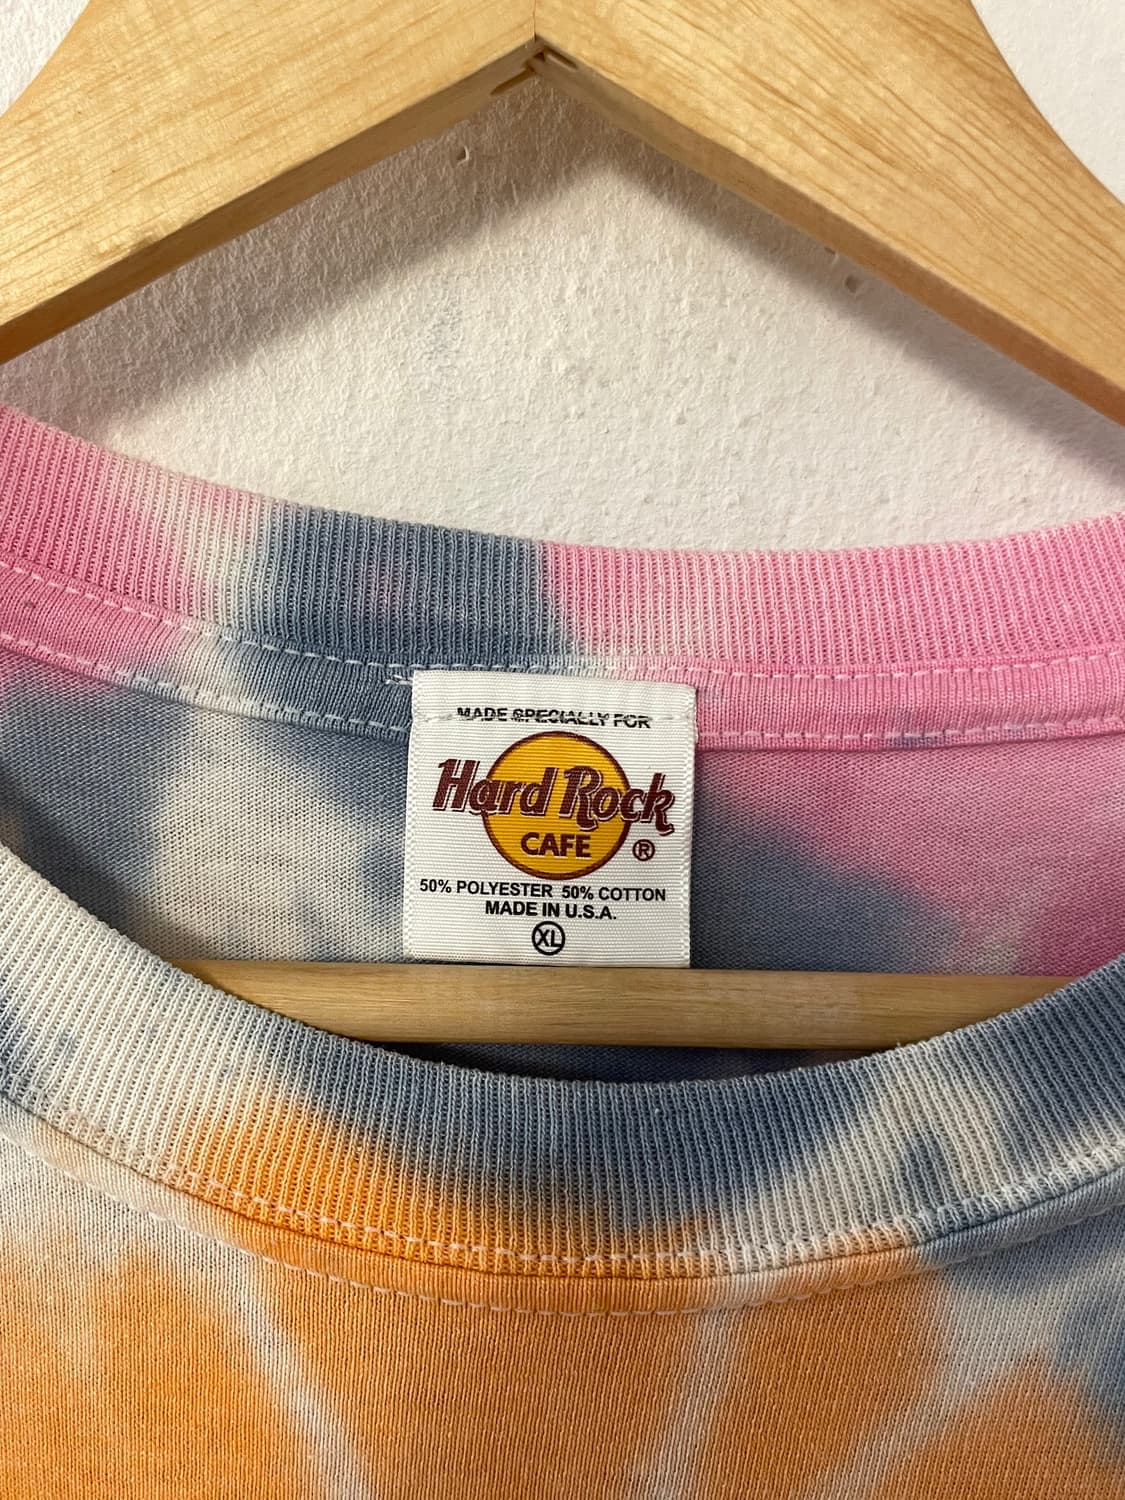 MADE SPECIALLY FOR
Hard Rock
CAFE ®
50% POLYESTER 50% COTTON
MADE IN U.S.A.
XL